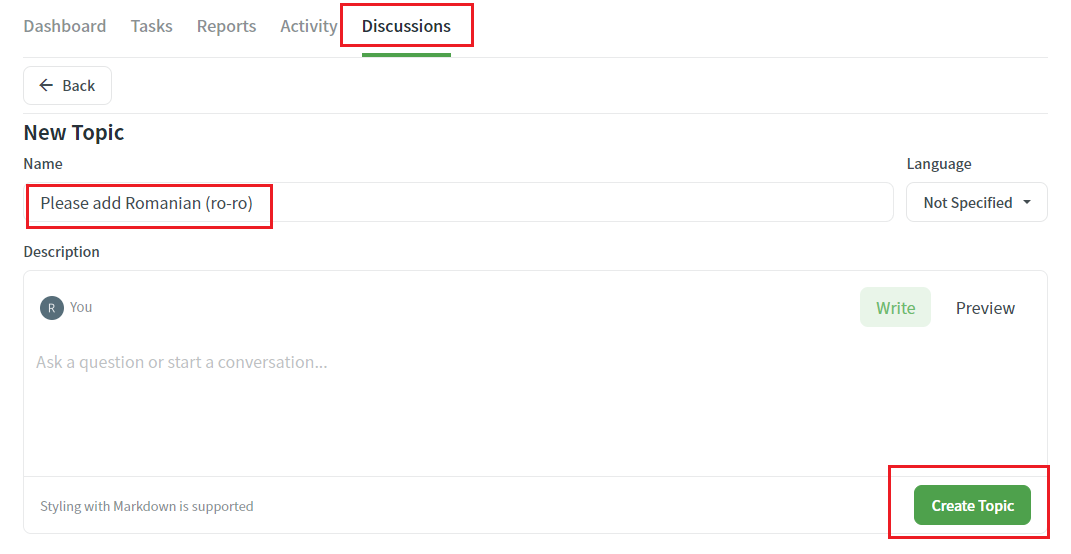 Dashboard Tasks Reports Activity Discussions
Back
New Topic
Name Language
Please add Romanian (ro-ro) Not Specified
Description
R You Write Preview
Ask a question or start a conversation...
Styling with Markdown is supported Create Topic